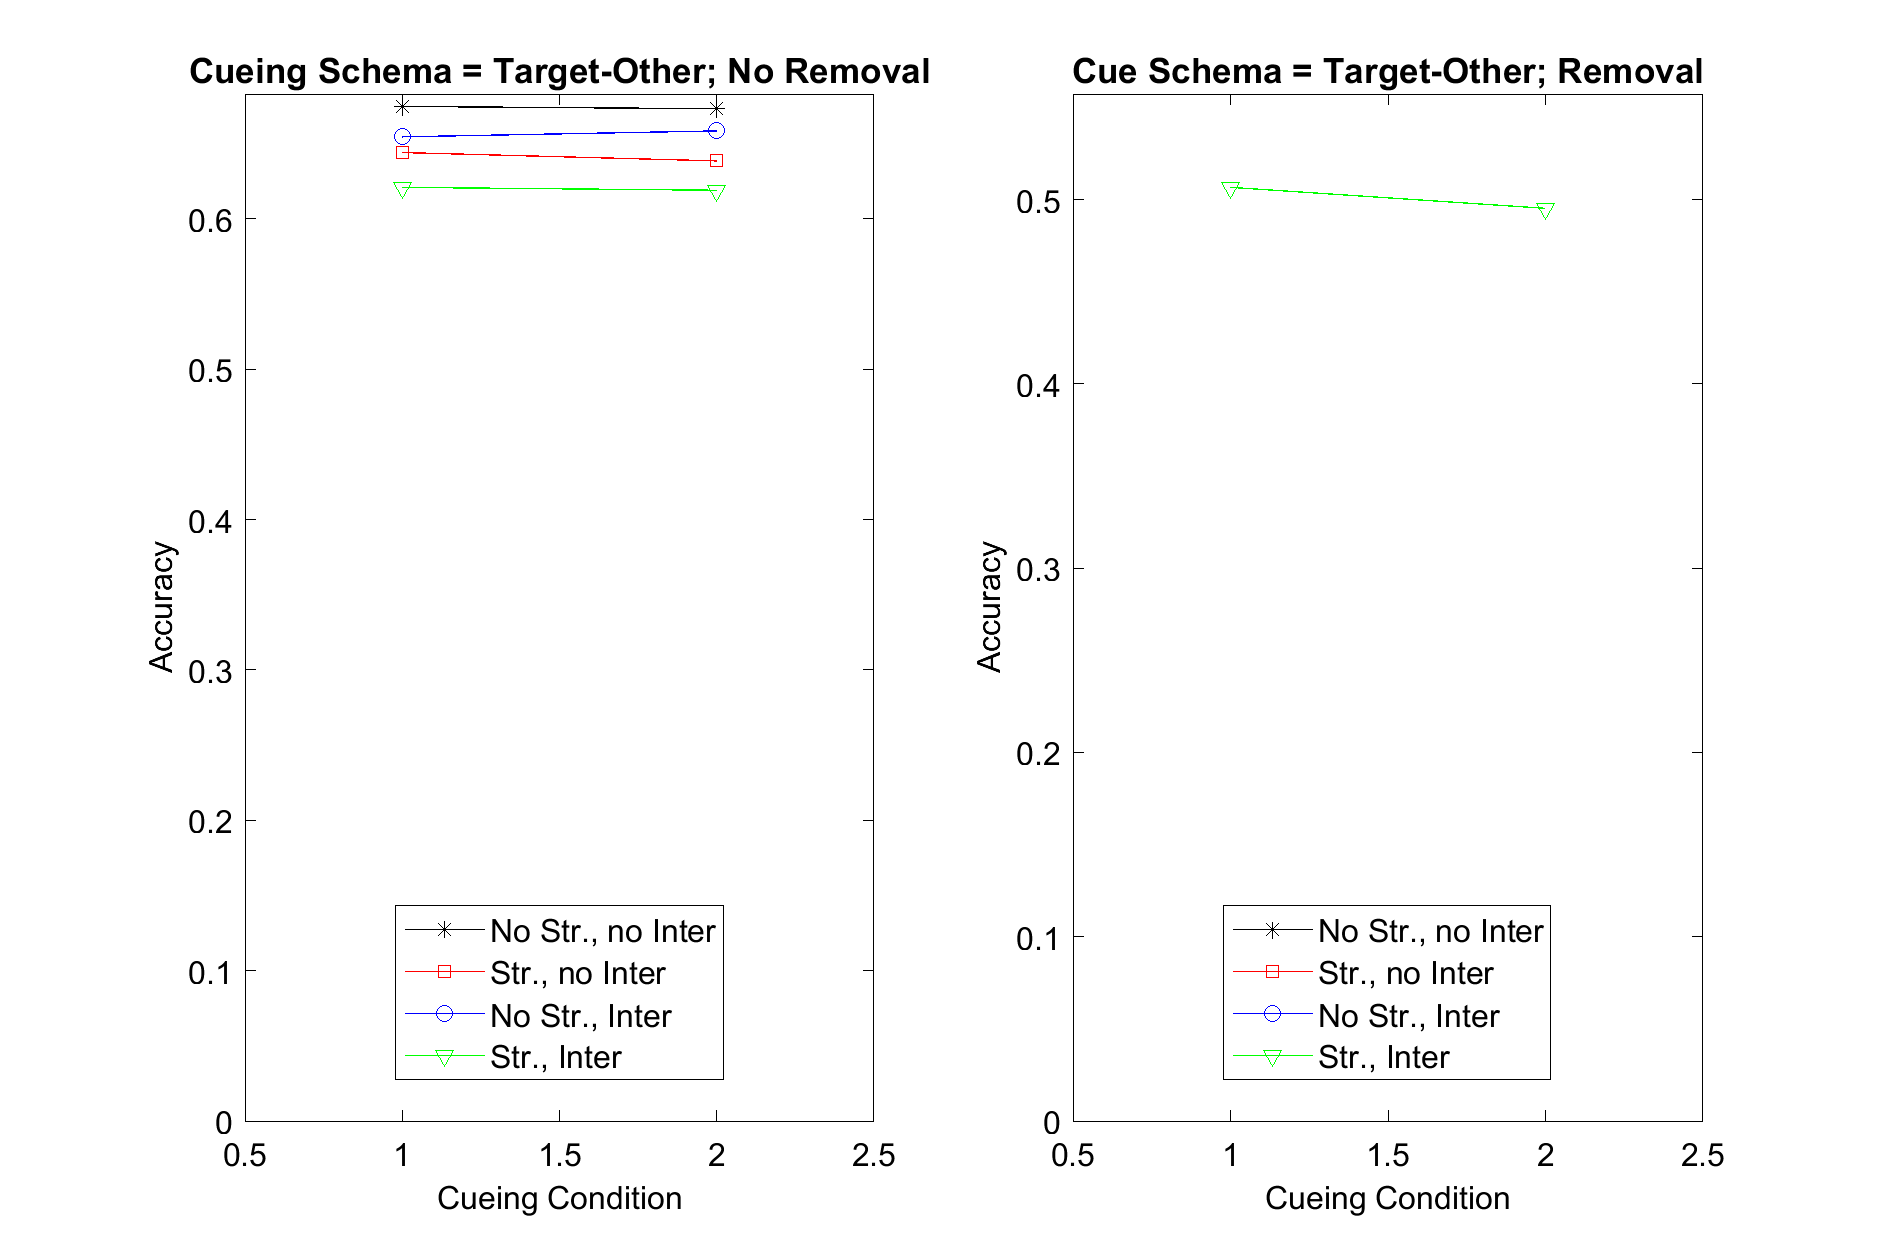 Cueing Schema = Target-Other; No Removal
Accuracy
0.6
0.5
0.4
0.3
0.2
0.1
0
0.5 1 1.5 2 2.5
Cueing Condition
No Str., no Inter
Str., no Inter
No Str., Inter
Str., Inter
Cue Schema = Target-Other; Removal
Accuracy
0.5
0.4
0.3
0.2
0.1
0
0.5 1 1.5 2 2.5
Cueing Condition
No Str., no Inter
Str., no Inter
No Str., Inter
Str., Inter